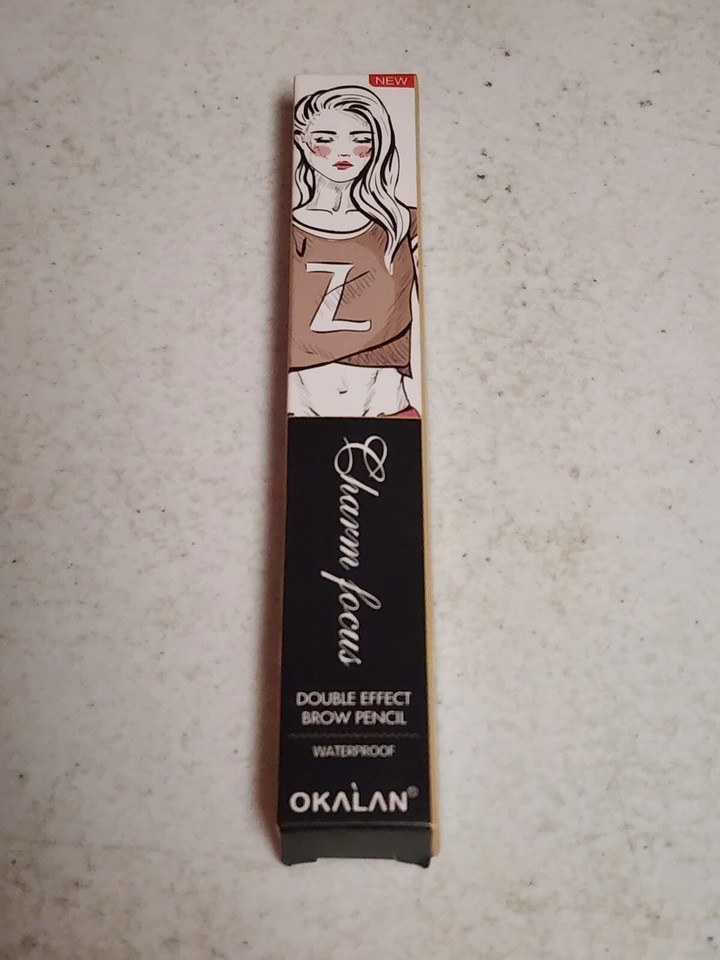 NEW
Z
Charm focus
DOUBLE EFFECT
BROW PENCIL
WATERPROOF
OKALAN®